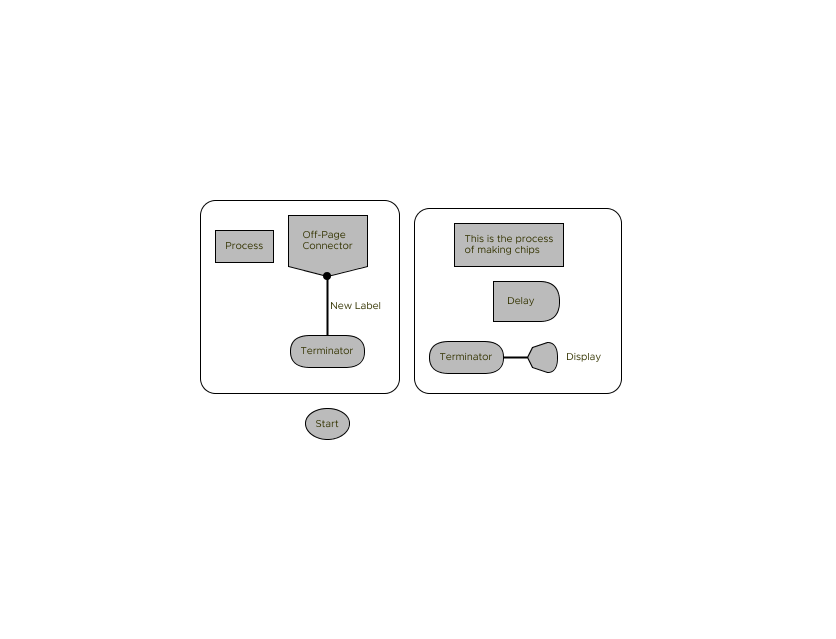 Process
Off-Page
Connector
New Label
Terminator
Start
This is the process
of making chips
Delay
Terminator
Display